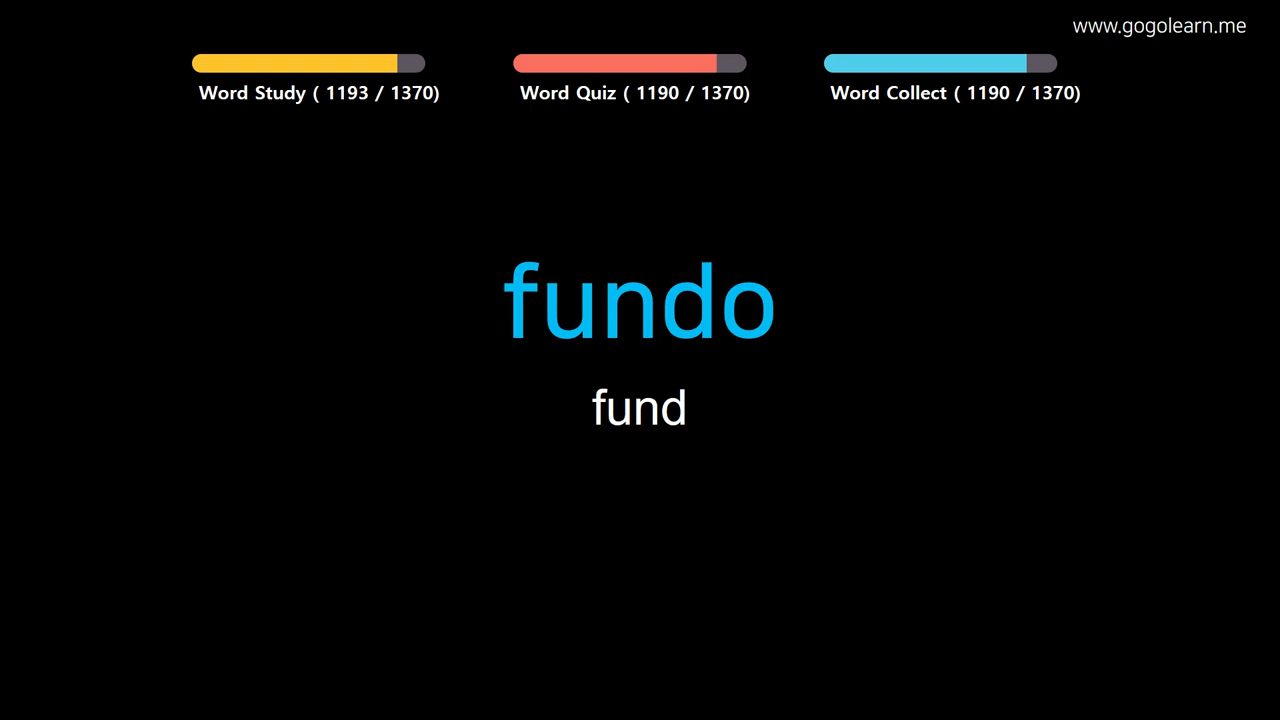 www.gogolearn.me
Word Study ( 1193 / 1370)
Word Quiz ( 1190 / 1370)
Word Collect ( 1190 / 1370)
fundo
fund